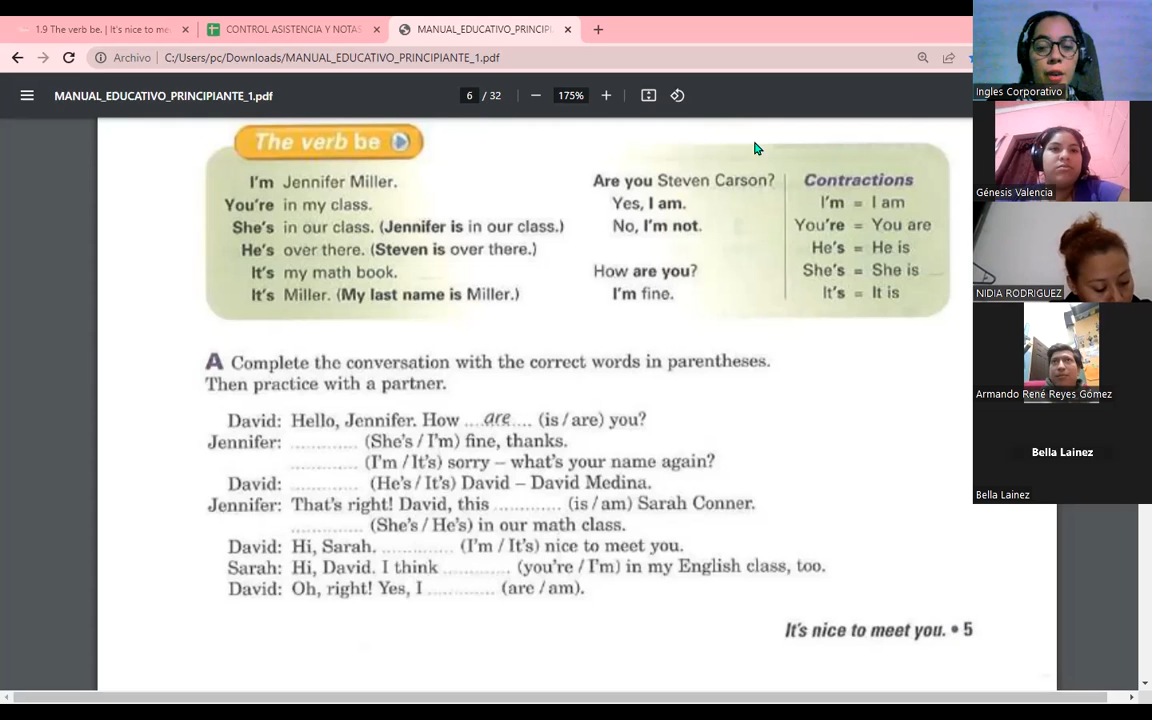 1.9 The verb be. | It's nice to me
CONTROL ASISTENCIA Y NOTAS
MANUAL_EDUCATIVO_PRINCIPI
Archivo
C:/Users/pc/Downloads/MANUAL_EDUCATIVO_PRINCIPIANTE_1.pdf
MANUAL_EDUCATIVO_PRINCIPIANTE_1.pdf
6 / 32
175%
The verb be
I'm Jennifer Miller.
You're in my class.
She's in our class. (Jennifer is in our class.)
He's over there. (Steven is over there.)
It's my math book.
It's Miller. (My last name is Miller.)
Are you Steven Carson?
Yes, I am.
No, I'm not.
How are you?
I'm fine.
Contractions
I'm = I am
You're = You are
He's = He is
She's = She is
It's = It is
A Complete the conversation with the correct words in parentheses.
Then practice with a partner.
David: Hello, Jennifer. How ....are.... (is / are) you?
Jennifer: ............ (She's / I'm) fine, thanks.
............ (I'm / It's) sorry – what's your name again?
David: ............ (He's / It's) David – David Medina.
Jennifer: That's right! David, this ............ (is / am) Sarah Conner.
............ (She's / He's) in our math class.
David: Hi, Sarah. ............ (I'm / It's) nice to meet you.
Sarah: Hi, David. I think ............ (you're / I'm) in my English class, too.
David: Oh, right! Yes, I ............ (are / am).
It's nice to meet you. • 5
Ingles Corporativo
Génesis Valencia
NIDIA RODRIGUEZ
Armando René Reyes Gómez
Bella Lainez
Bella Lainez